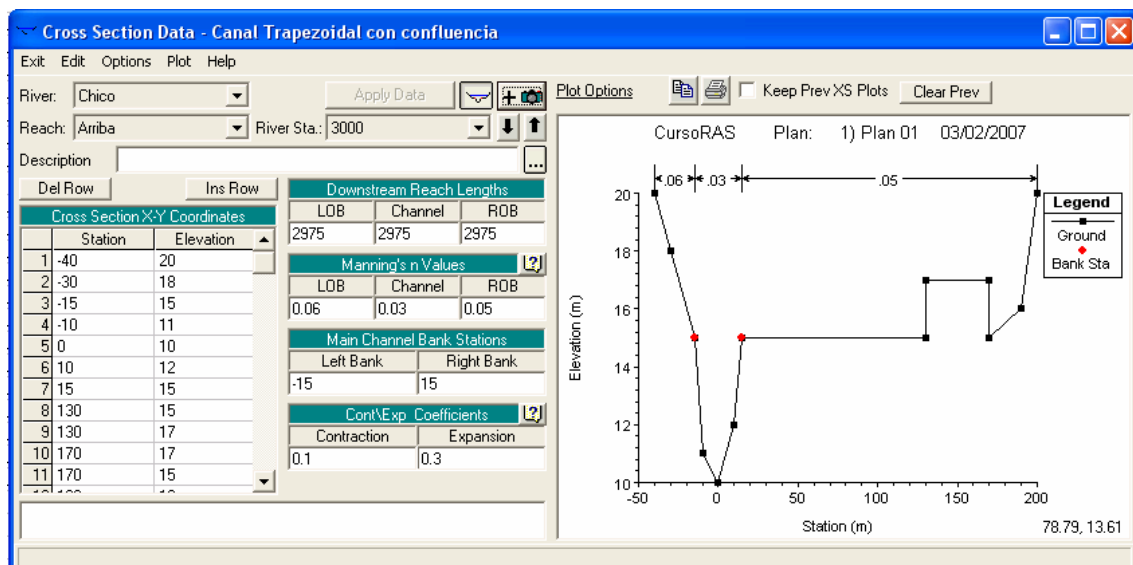 Cross Section Data - Canal Trapezoidal con confluencia
Exit Edit Options Plot Help
River: Chico Apply Data
Reach: Arriba River Sta.: 3000
Description ...
Del Row Ins Row
Cross Section X-Y Coordinates
Station Elevation
1 -40 20
2 -30 18
3 -15 15
4 -10 11
5 0 10
6 10 12
7 15 15
8 130 15
9 130 17
10 170 17
11 170 15
Downstream Reach Lengths
LOB Channel ROB
2975 2975 2975
Manning's n Values
LOB Channel ROB
0.06 0.03 0.05
Main Channel Bank Stations
Left Bank Right Bank
-15 15
Cont\Exp Coefficients
Contraction Expansion
0.1 0.3
Plot Options Keep Prev XS Plots Clear Prev
CursoRAS Plan: 1) Plan 01 03/02/2007
.06 .03 .05
20
18
16
14
12
10
Elevation (m)
-50 0 50 100 150 200
Station (m)
Legend
Ground
Bank Sta
78.79, 13.61